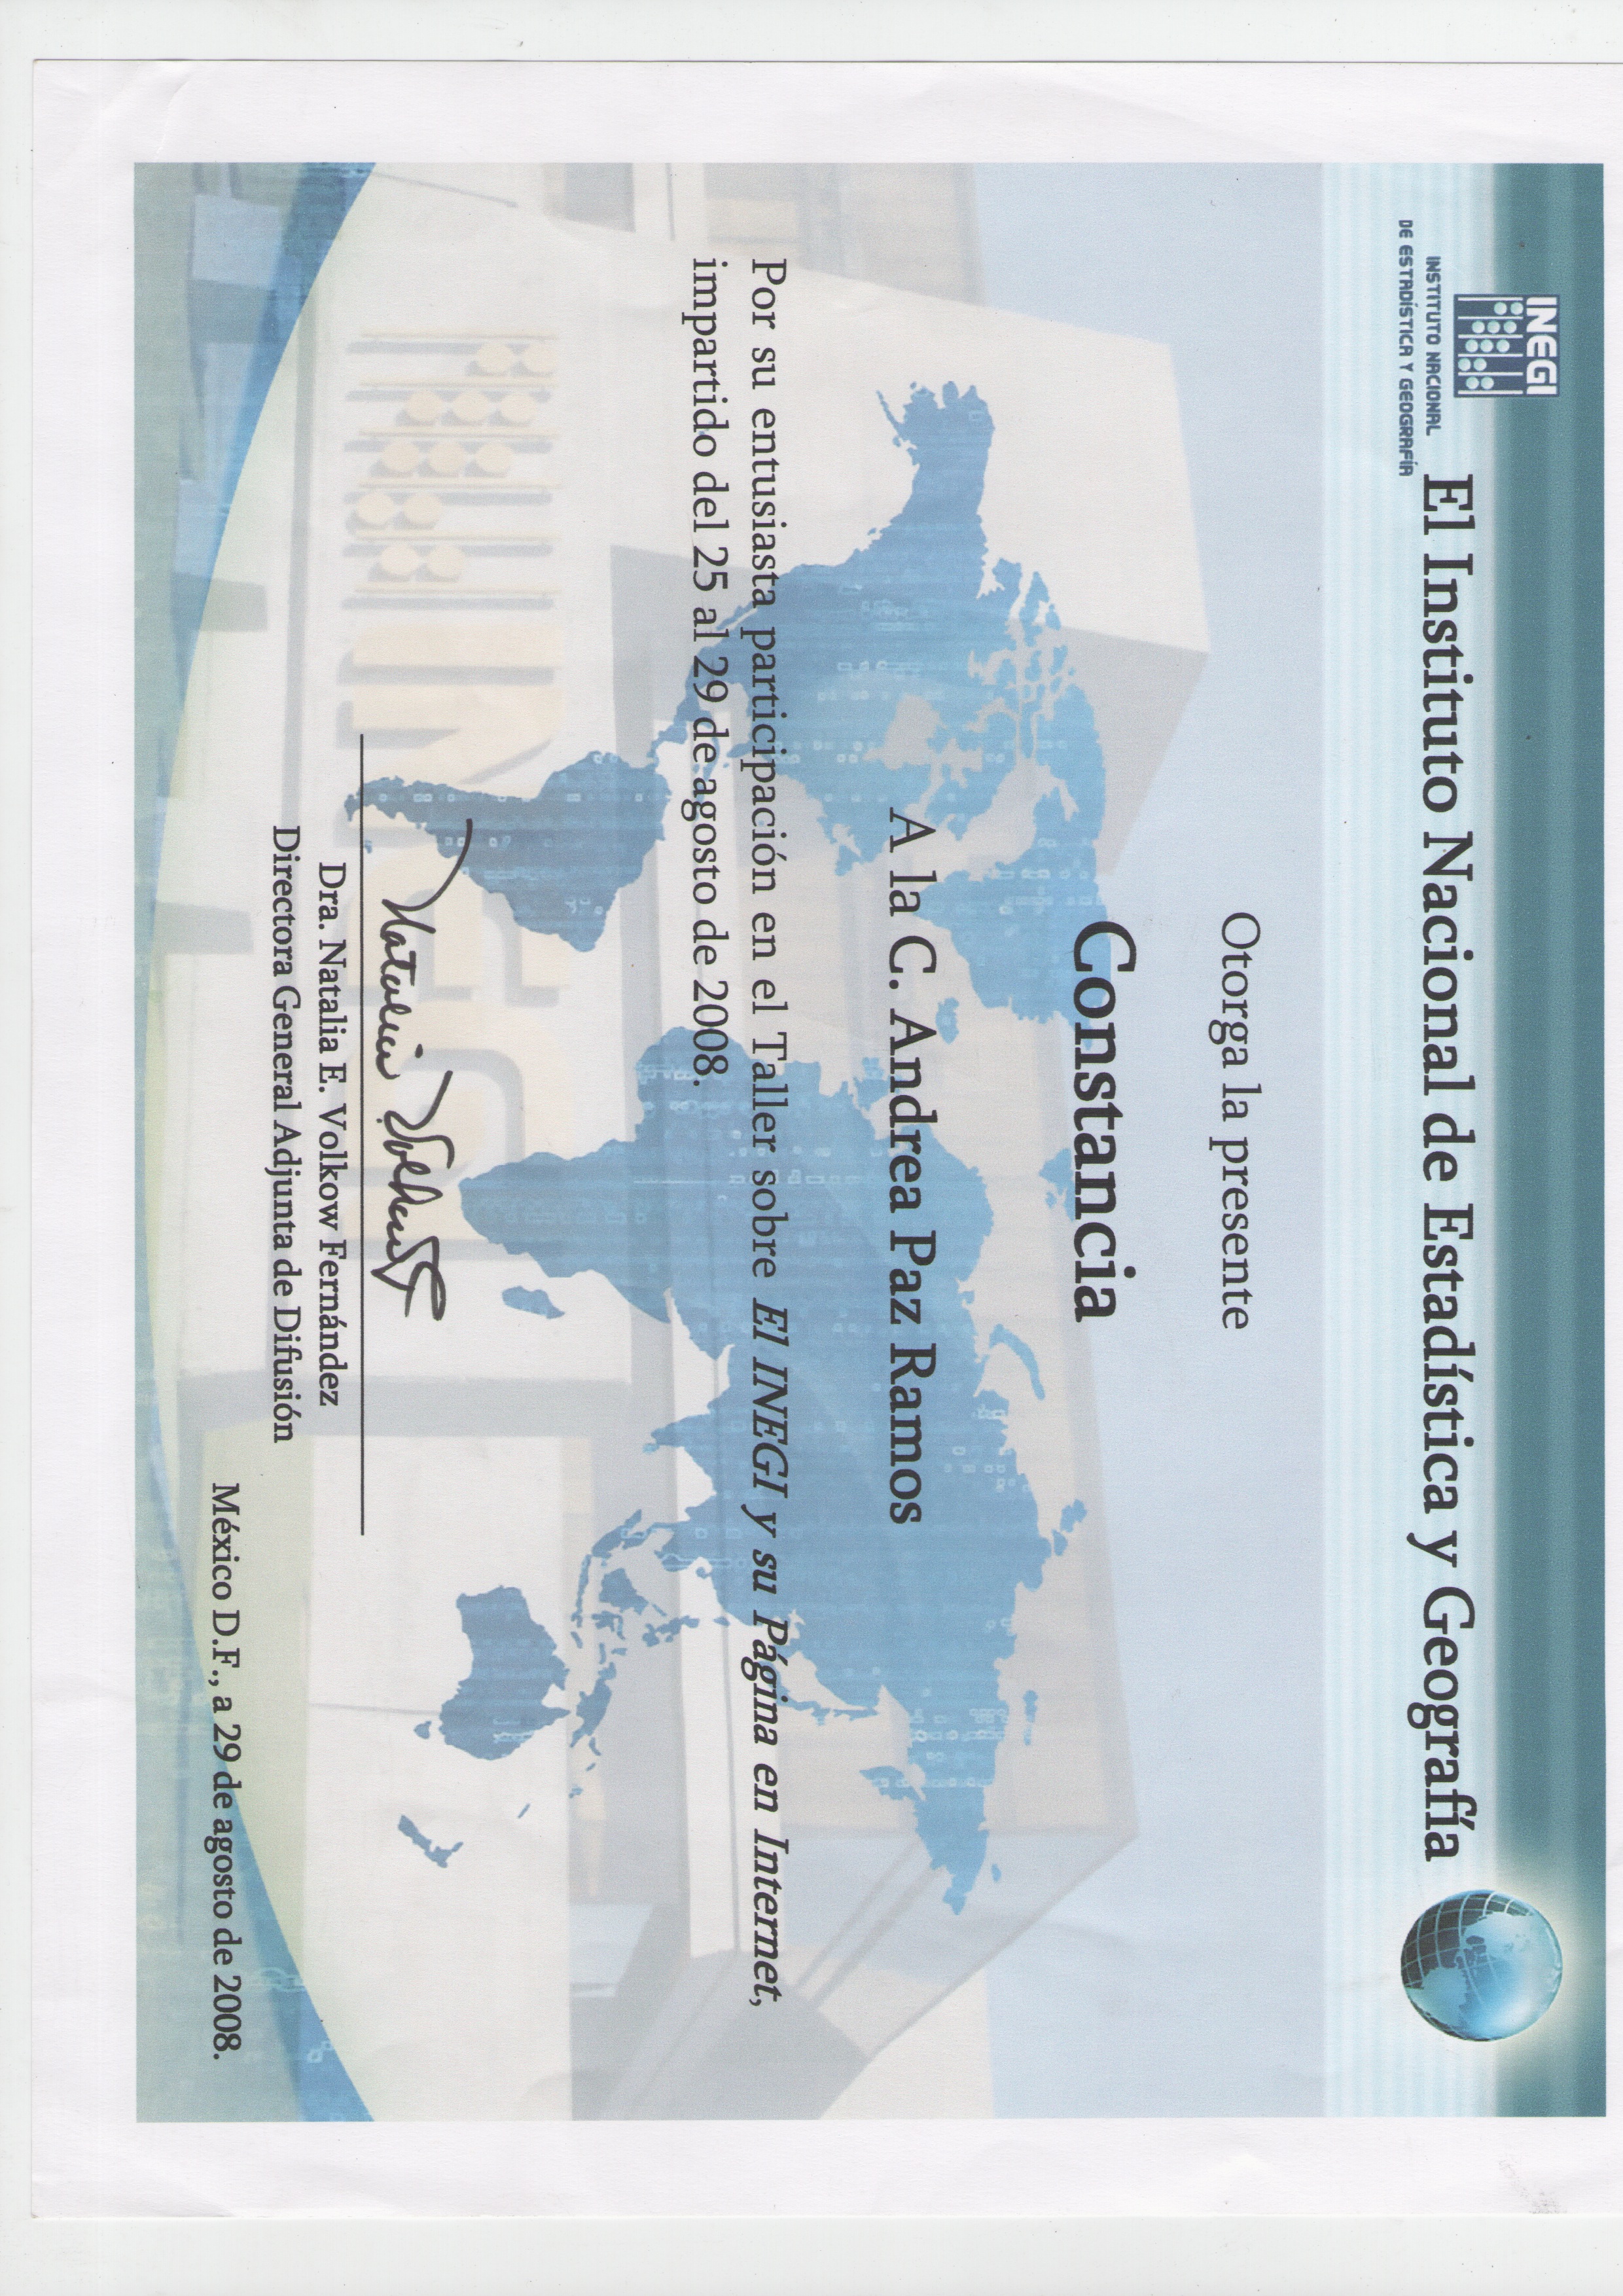 INEGI
INSTITUTO NACIONAL
DE ESTADÍSTICA Y GEOGRAFÍA
El Instituto Nacional de Estadística y Geografía
Otorga la presente
Constancia
A la C. Andrea Paz Ramos
Por su entusiasta participación en el Taller sobre El INEGI y su Página en Internet,
impartido del 25 al 29 de agosto de 2008.
INEGI
Natalia Volkow F
Dra. Natalia E. Volkow Fernández
Directora General Adjunta de Difusión
México D.F., a 29 de agosto de 2008.